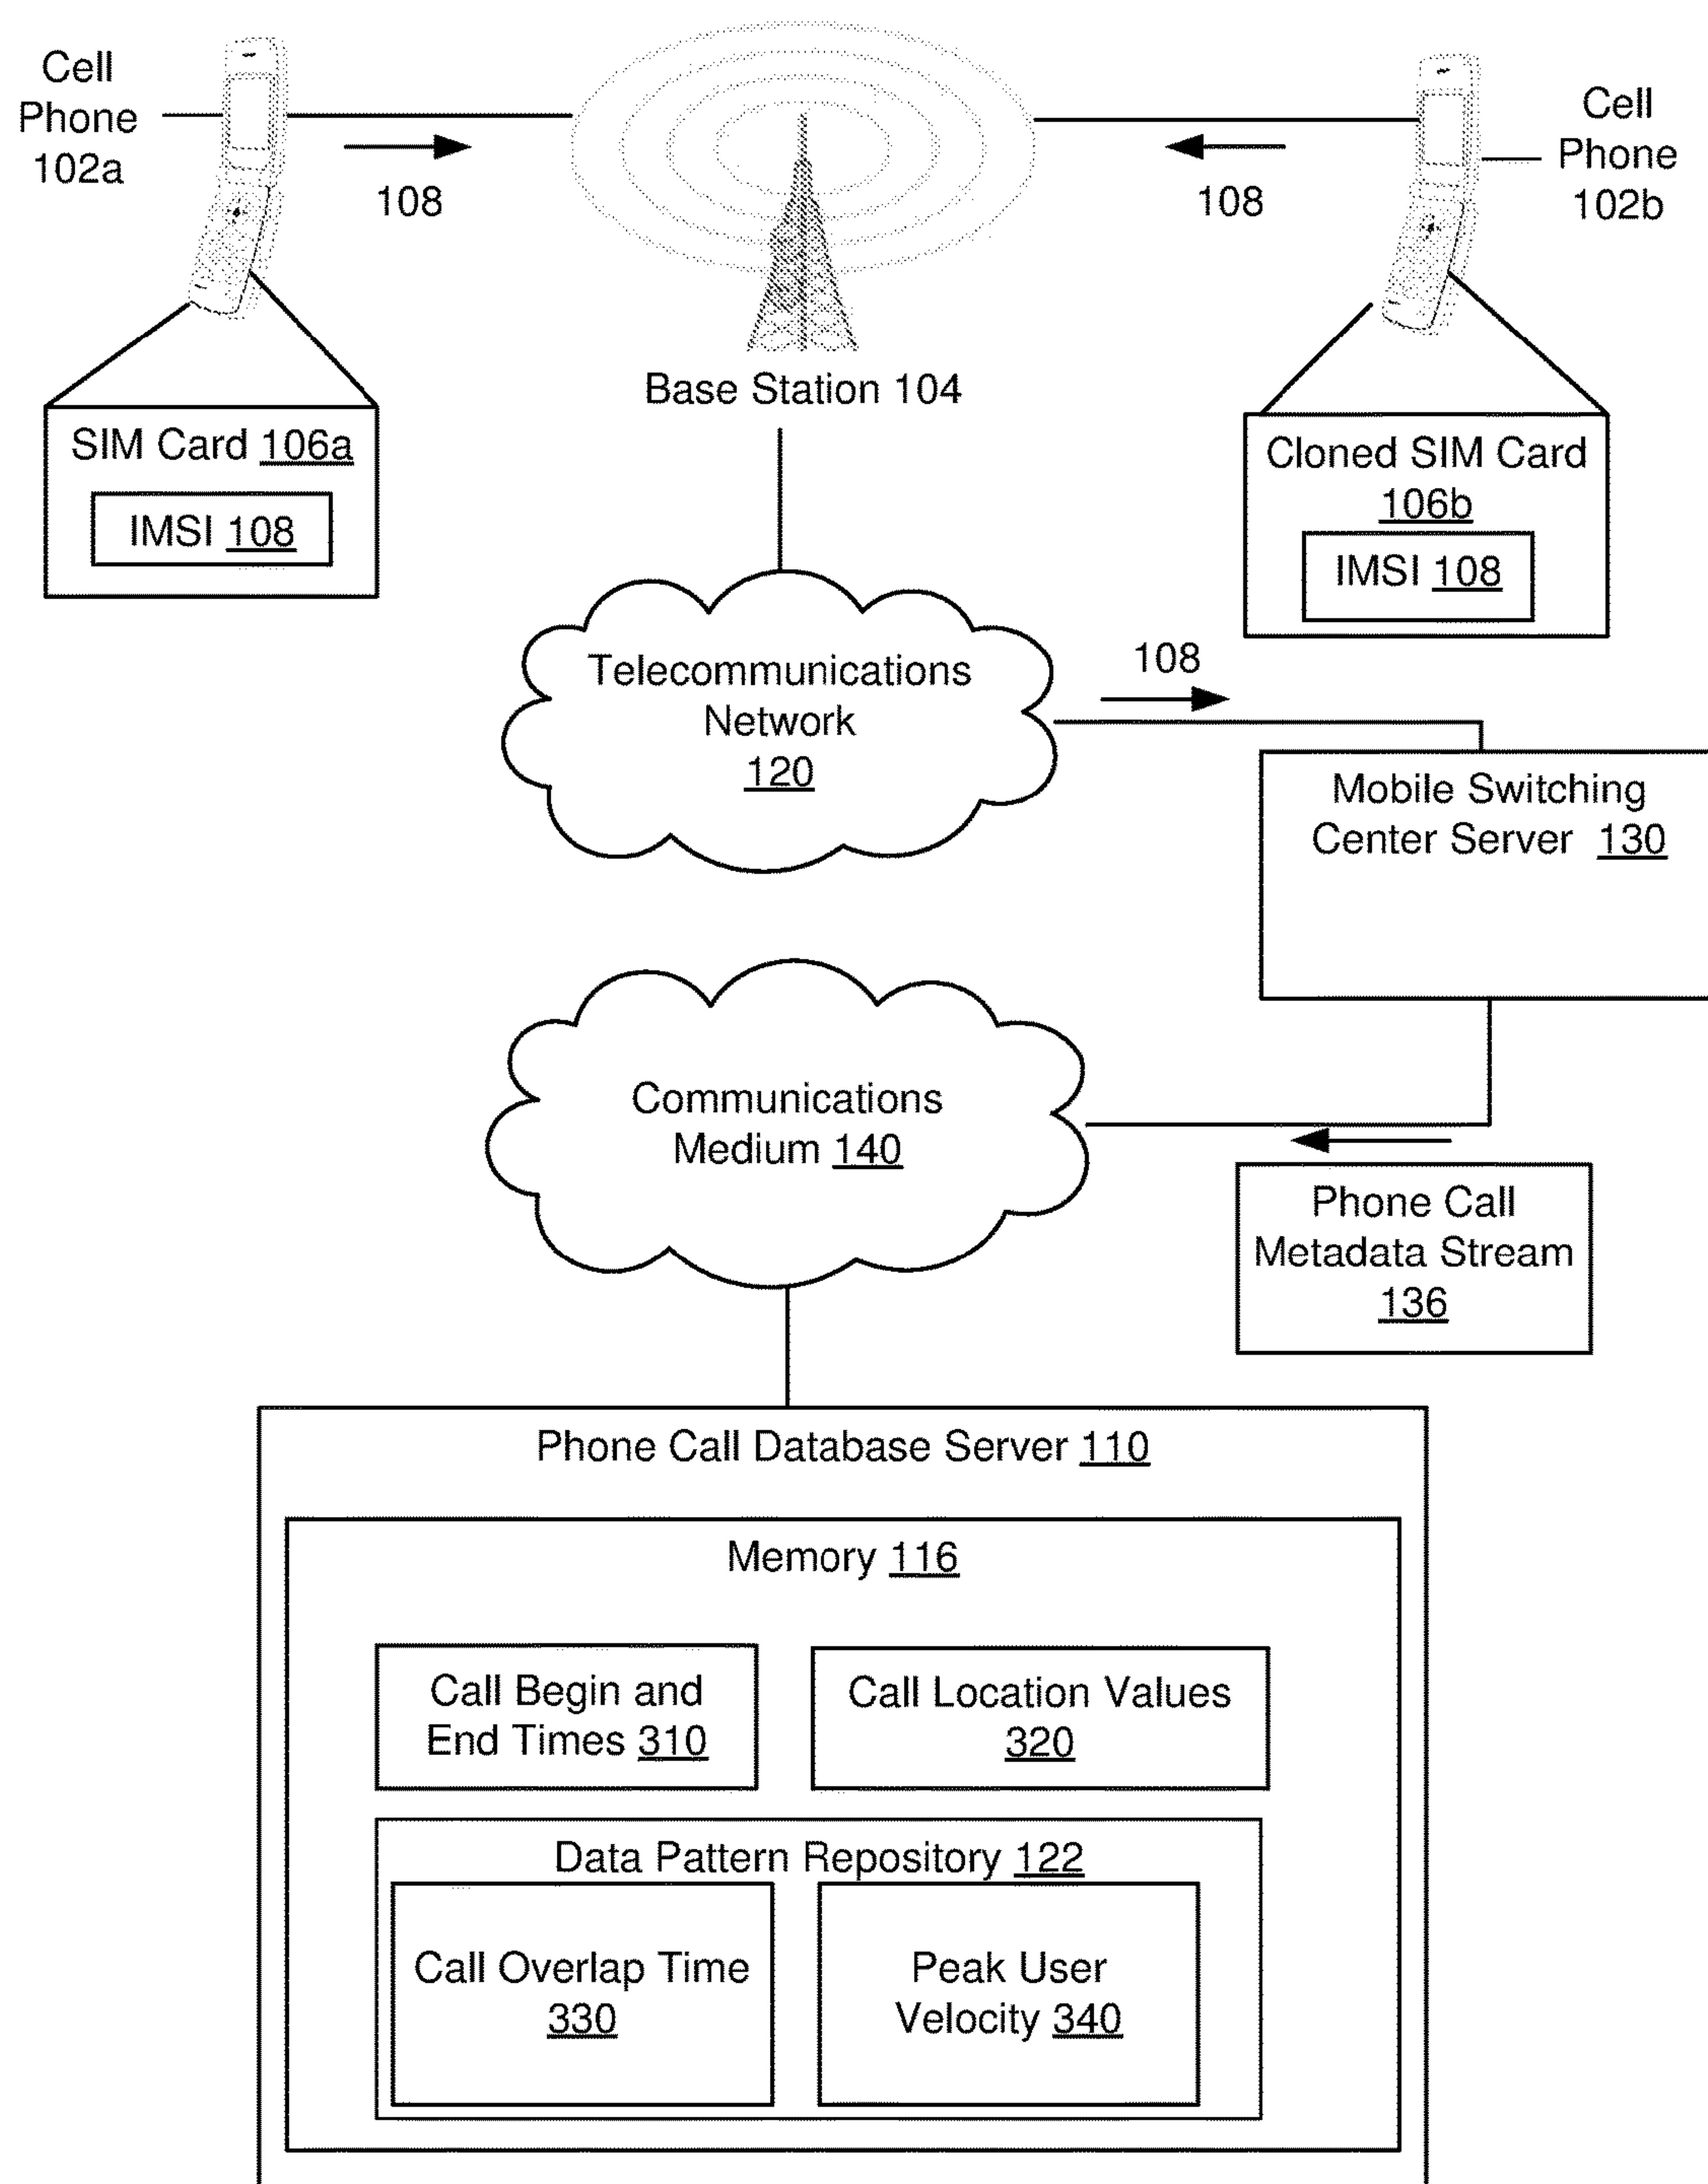 Cell
Phone
102a
108
108
Cell
Phone
102b
Base Station 104
SIM Card 106a
IMSI 108
Cloned SIM Card
106b
IMSI 108
Telecommunications
Network
120
108
Mobile Switching
Center Server 130
Communications
Medium 140
Phone Call
Metadata Stream
136
Phone Call Database Server 110
Memory 116
Call Begin and
End Times 310
Call Location Values
320
Data Pattern Repository 122
Call Overlap Time
330
Peak User
Velocity 340